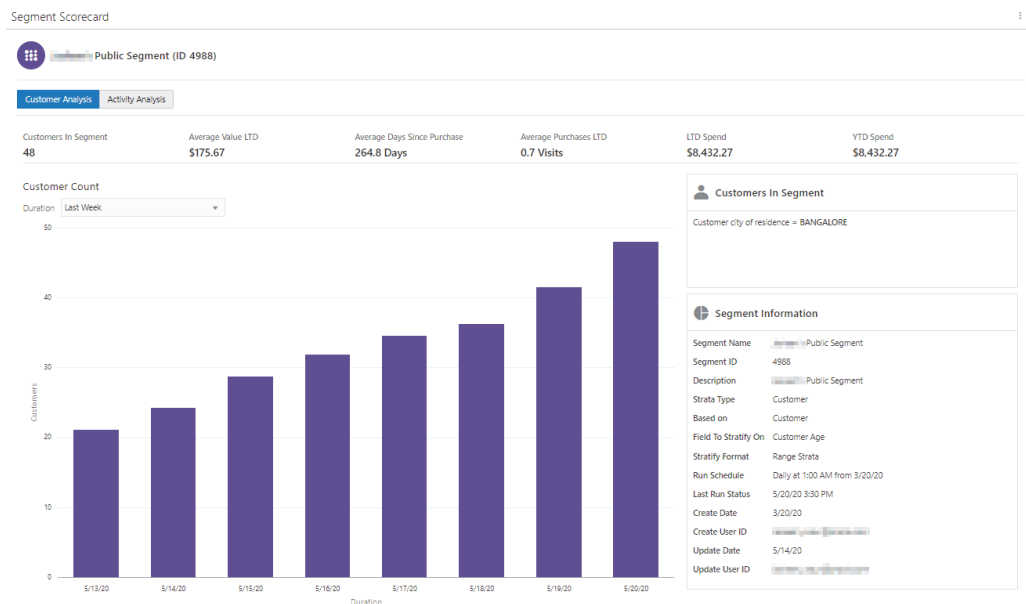 Segment Scorecard
Public Segment (ID 4988)
Customer Analysis Activity Analysis
Customers In Segment Average Value LTD Average Days Since Purchase Average Purchases LTD LTD Spend YTD Spend
48 $175.67 264.8 Days 0.7 Visits $8,432.27 $8,432.27
Customer Count
Duration Last Week
50
40
30
20
10
0
Customers
5/13/20 5/14/20 5/15/20 5/16/20 5/17/20 5/18/20 5/19/20 5/20/20
Duration
Customers In Segment
Customer city of residence = BANGALORE
Segment Information
Segment Name Public Segment
Segment ID 4988
Description Public Segment
Strata Type Customer
Based on Customer
Field To Stratify On Customer Age
Stratify Format Range Strata
Run Schedule Daily at 1:00 AM from 3/20/20
Last Run Status 5/20/20 3:30 PM
Create Date 3/20/20
Create User ID
Update Date 5/14/20
Update User ID